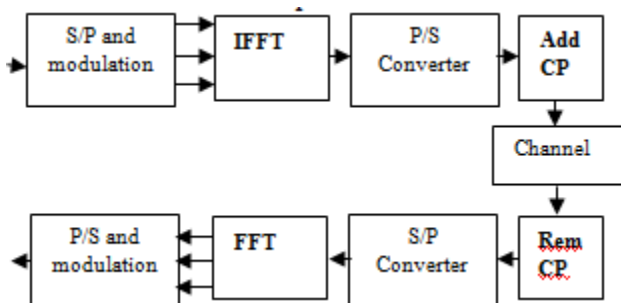 S/P and
modulation
IFFT
P/S
Converter
Add
CP
Channel
P/S and
modulation
FFT
S/P
Converter
Rem
CP